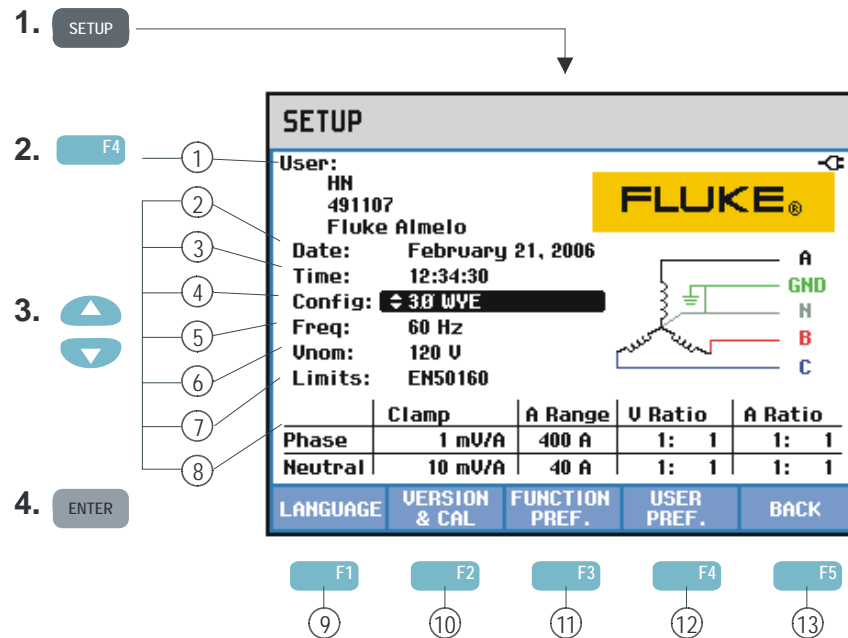 1. SETUP
SETUP
2. F4
1
User:
HN
491107
Fluke Almelo
FLUKE®
2
Date: February 21, 2006
3
Time: 12:34:30
4
Config: 3Ø WYE
5
Freq: 60 Hz
6
Vnom: 120 V
7
Limits: EN50160
8
3.
A
GND
N
B
C
Clamp A Range V Ratio A Ratio
Phase 1 mV/A 400 A 1: 1 1: 1
Neutral 10 mV/A 40 A 1: 1 1: 1
4. ENTER
LANGUAGE VERSION & CAL FUNCTION PREF. USER PREF. BACK
F1 F2 F3 F4 F5
9 10 11 12 13